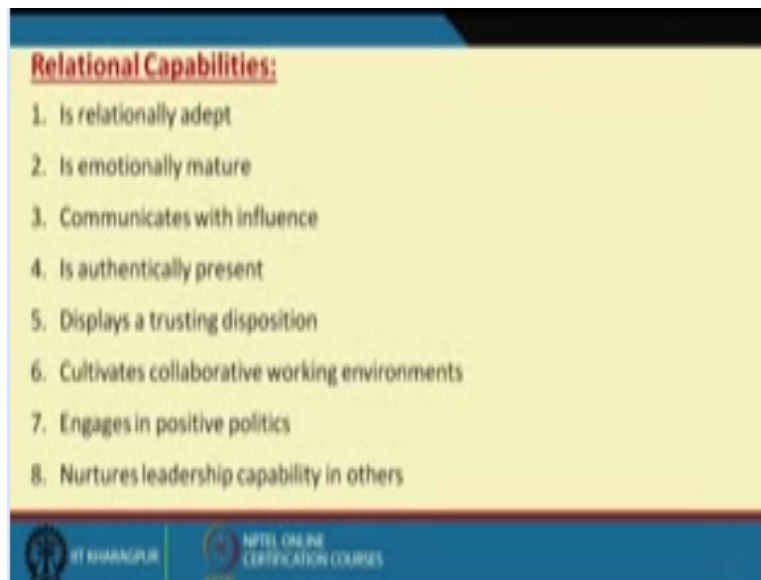 Relational Capabilities:
1. Is relationally adept
2. Is emotionally mature
3. Communicates with influence
4. Is authentically present
5. Displays a trusting disposition
6. Cultivates collaborative working environments
7. Engages in positive politics
8. Nurtures leadership capability in others
IIT KHARAGPUR
NPTEL ONLINE
CERTIFICATION COURSES